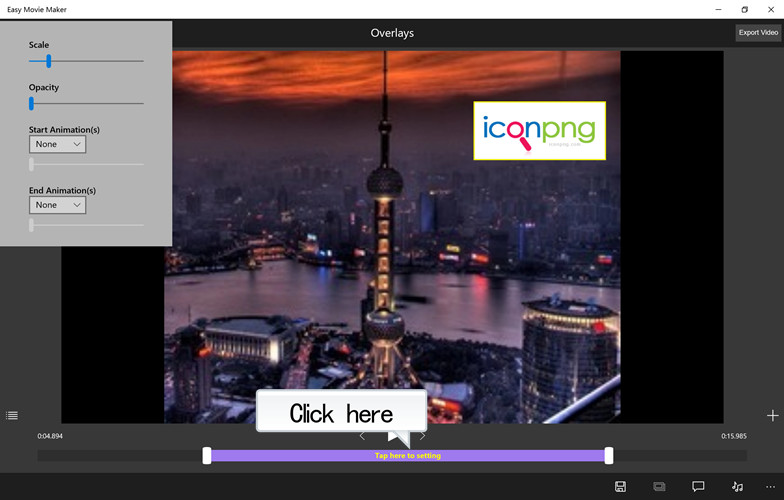 Easy Movie Maker
Overlays
Export Video
Scale
Opacity
Start Animation(s)
None
End Animation(s)
None
iconpng
iconpng.com
Click here
0:04.894
0:15.985
Tap here to setting